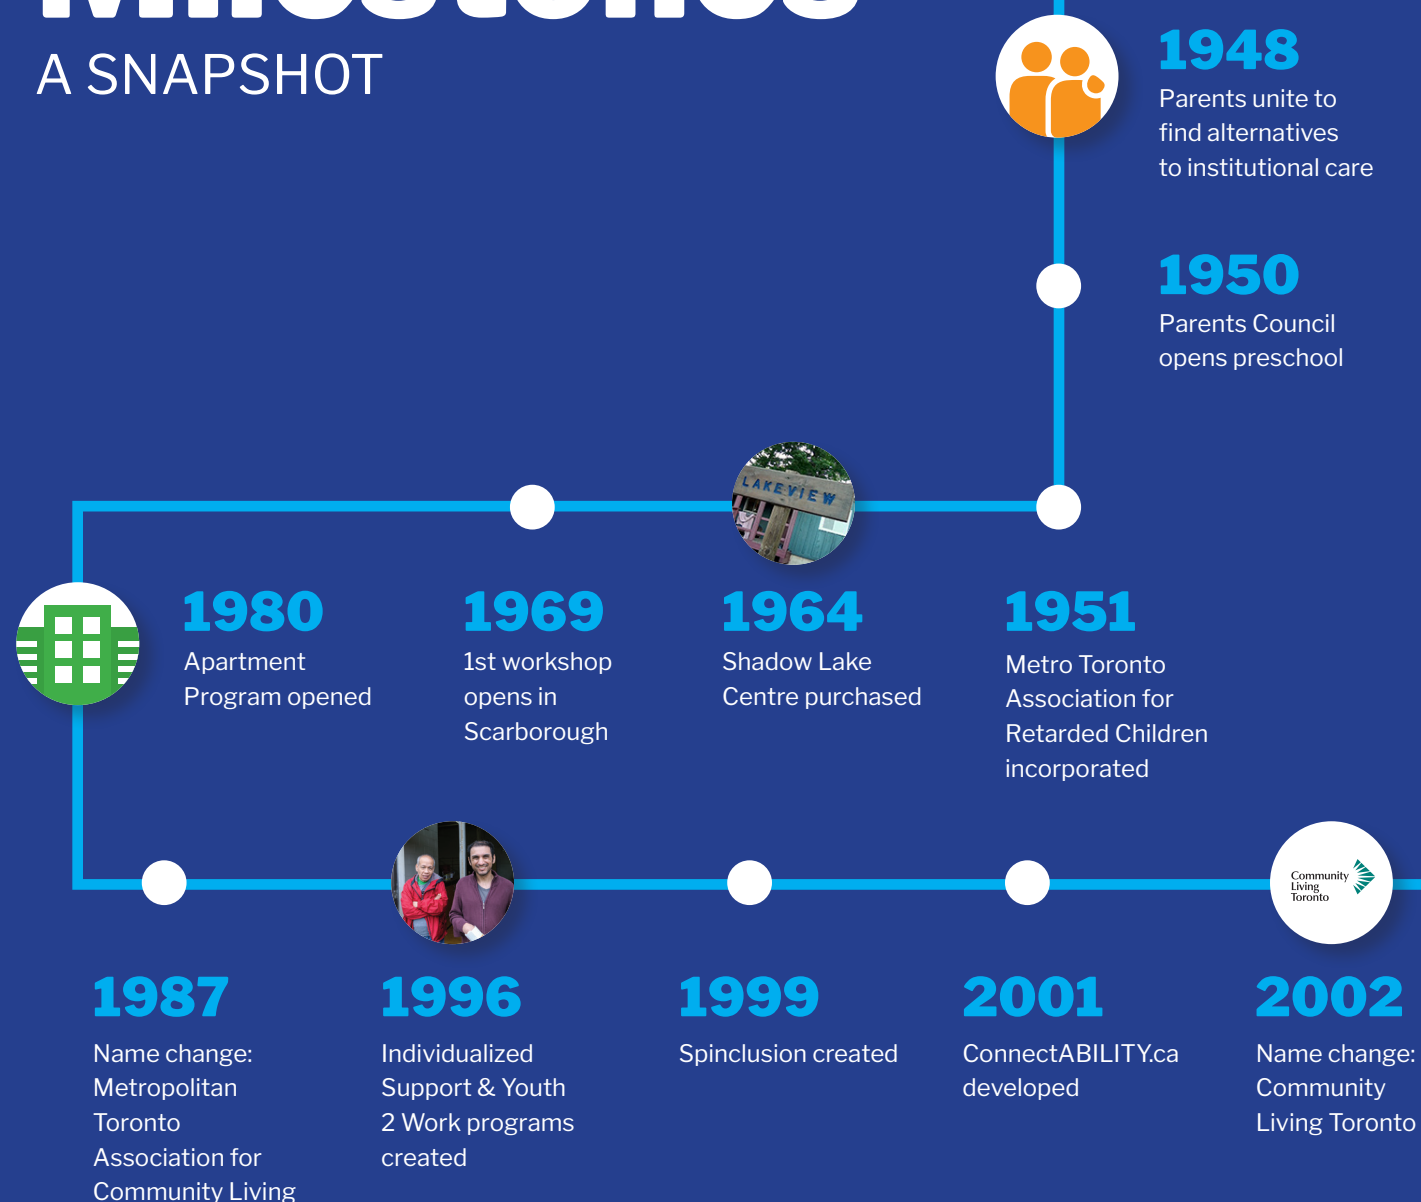 Milestones
A SNAPSHOT
1948
Parents unite to
find alternatives
to institutional care
1950
Parents Council
opens preschool
LAKEVIEW
1980
Apartment
Program opened
1969
1st workshop
opens in
Scarborough
1964
Shadow Lake
Centre purchased
1951
Metro Toronto
Association for
Retarded Children
incorporated
Community
Living
Toronto
1987
Name change:
Metropolitan
Toronto
Association for
Community Living
1996
Individualized
Support & Youth
2 Work programs
created
1999
Spinclusion created
2001
ConnectABILITY.ca
developed
2002
Name change:
Community
Living Toronto